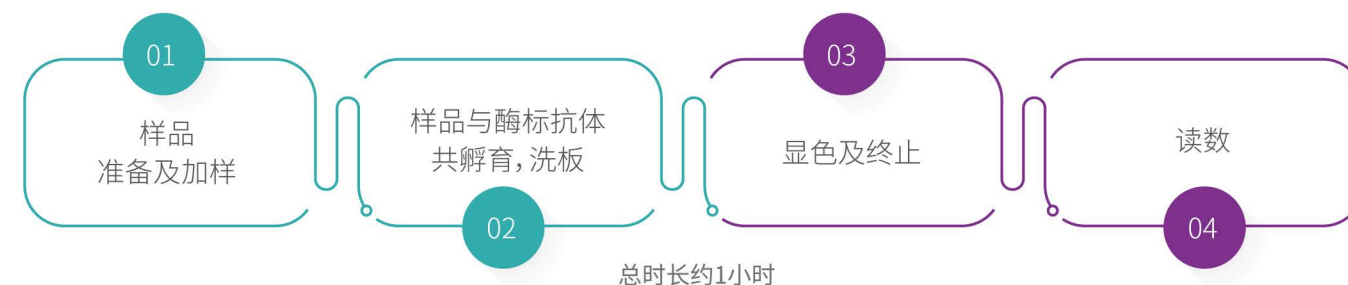 01
样品
准备及加样
样品与酶标抗体
共孵育,洗板
02
03
显色及终止
读数
04
总时长约1小时